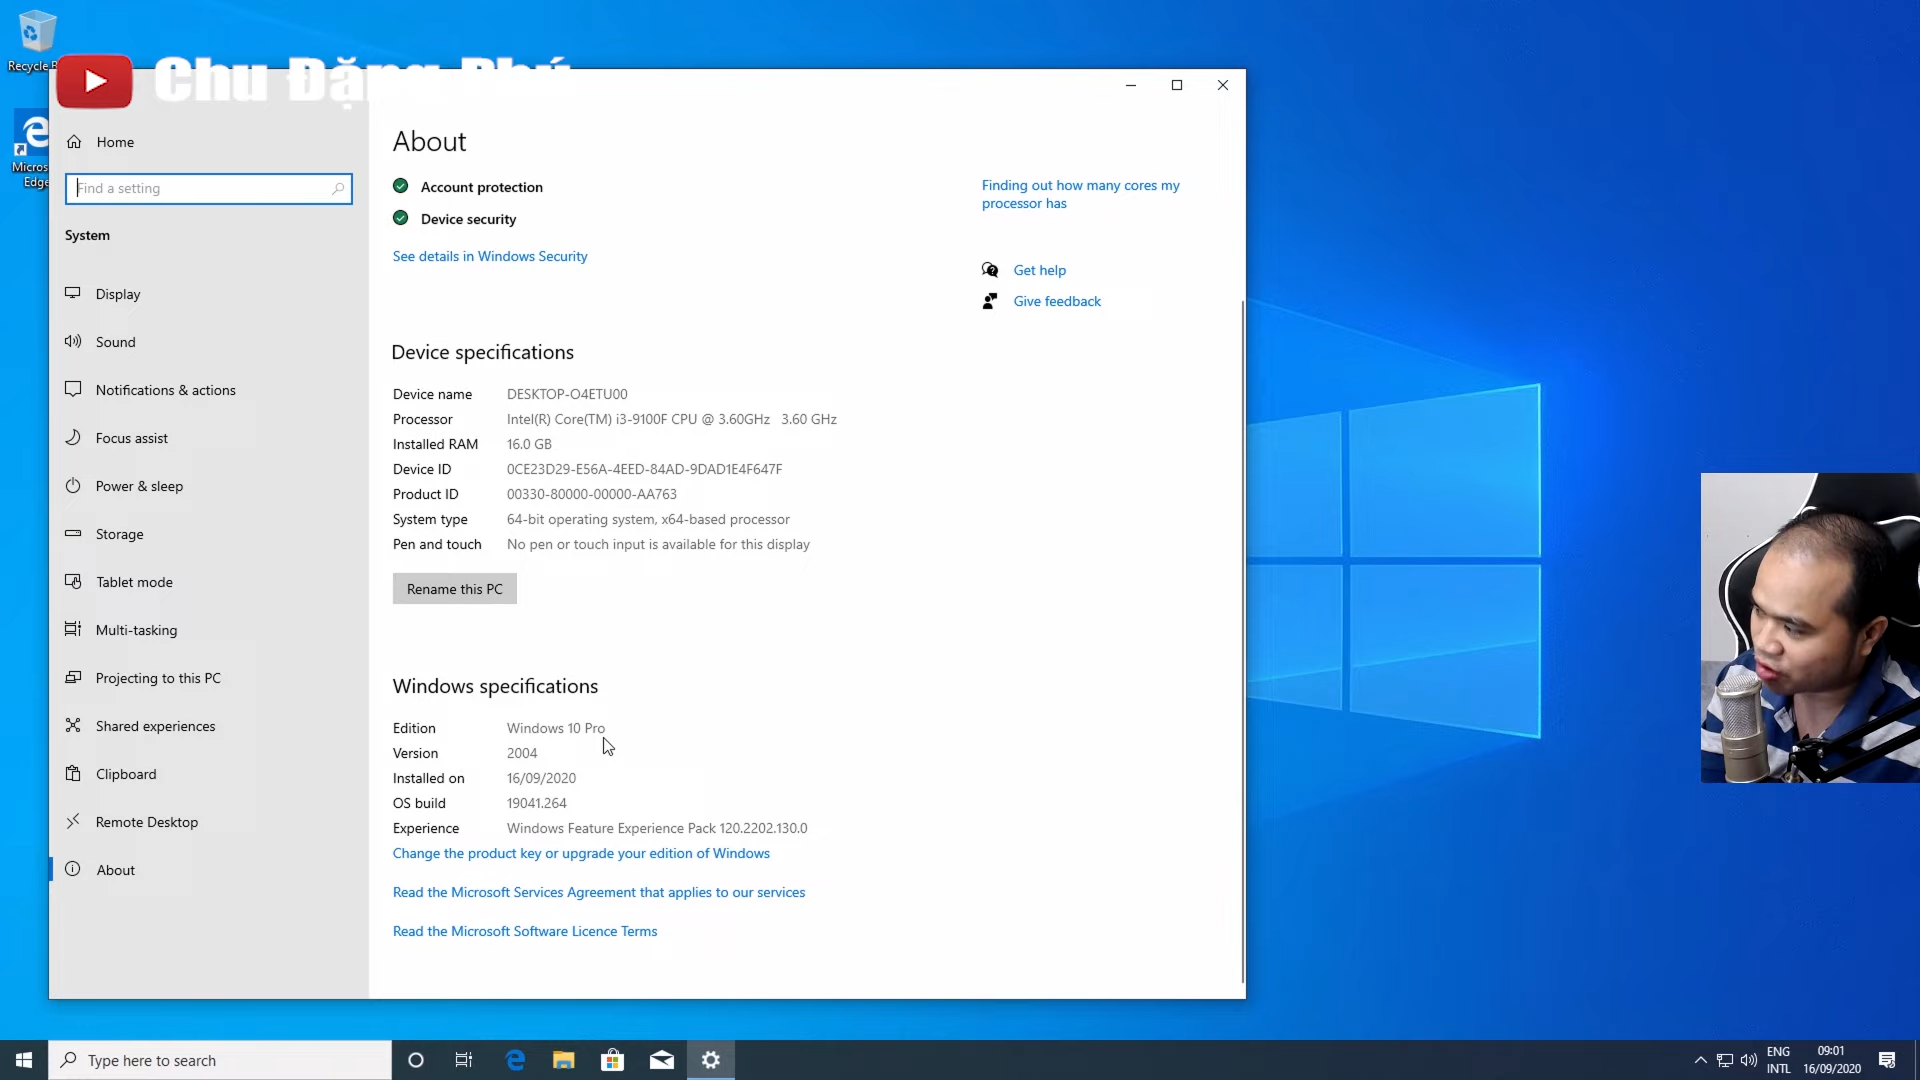 Recycle B
Chu Đặng Phú
Micros
Edge
Home
Find a setting
System
Display
Sound
Notifications & actions
Focus assist
Power & sleep
Storage
Tablet mode
Multi-tasking
Projecting to this PC
Shared experiences
Clipboard
Remote Desktop
About
About
Account protection
Device security
See details in Windows Security
Device specifications
Device name DESKTOP-O4ETU00
Processor Intel(R) Core(TM) i3-9100F CPU @ 3.60GHz 3.60 GHz
Installed RAM 16.0 GB
Device ID 0CE23D29-E56A-4EED-84AD-9DAD1E4F647F
Product ID 00330-80000-00000-AA763
System type 64-bit operating system, x64-based processor
Pen and touch No pen or touch input is available for this display
Rename this PC
Windows specifications
Edition Windows 10 Pro
Version 2004
Installed on 16/09/2020
OS build 19041.264
Experience Windows Feature Experience Pack 120.2202.130.0
Change the product key or upgrade your edition of Windows
Read the Microsoft Services Agreement that applies to our services
Read the Microsoft Software Licence Terms
Finding out how many cores my
processor has
Get help
Give feedback
Type here to search
ENG
INTL
09:01
16/09/2020